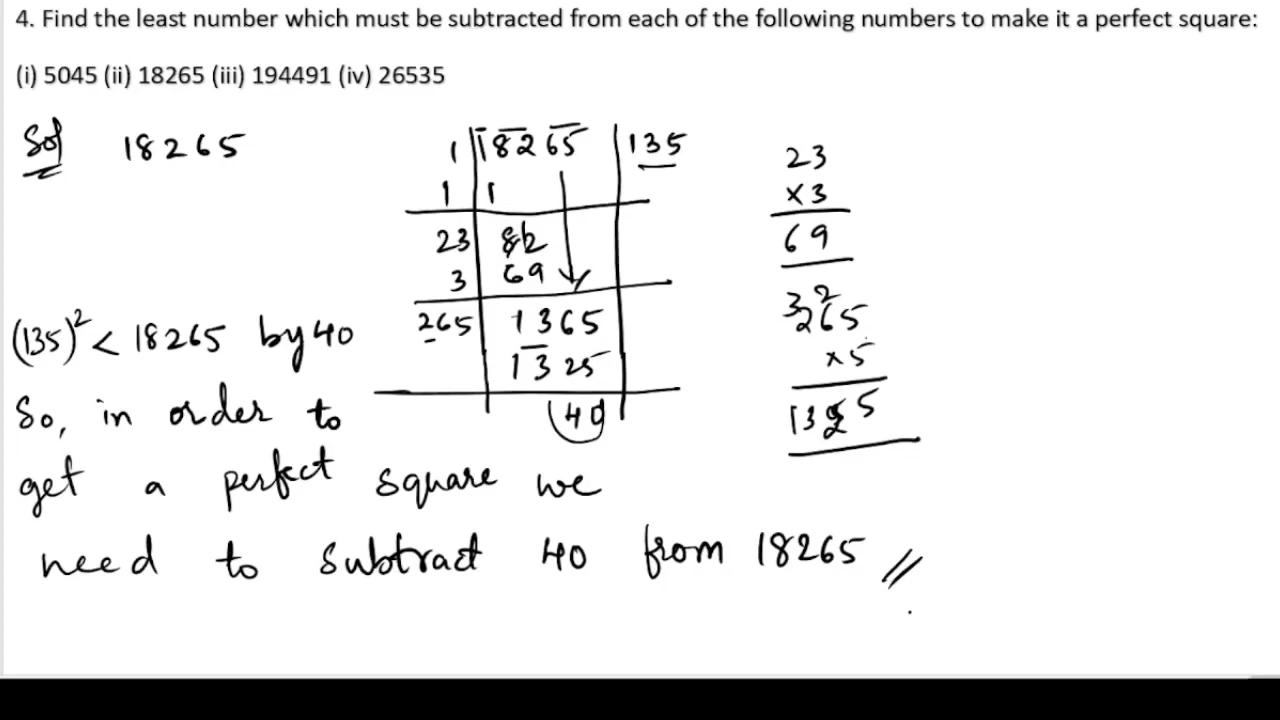 4. Find the least number which must be subtracted from each of the following numbers to make it a perfect square:
(i) 5045 (ii) 18265 (iii) 194491 (iv) 26535
Sol 18265
1 18265 135
1 1
23 82
3 69
265 1365
1325
40
23
×3
69
32
265
×5
1325
(135)² < 18265 by 40
So, in order to
get a perfect square we
need to subtract 40 from 18265 //